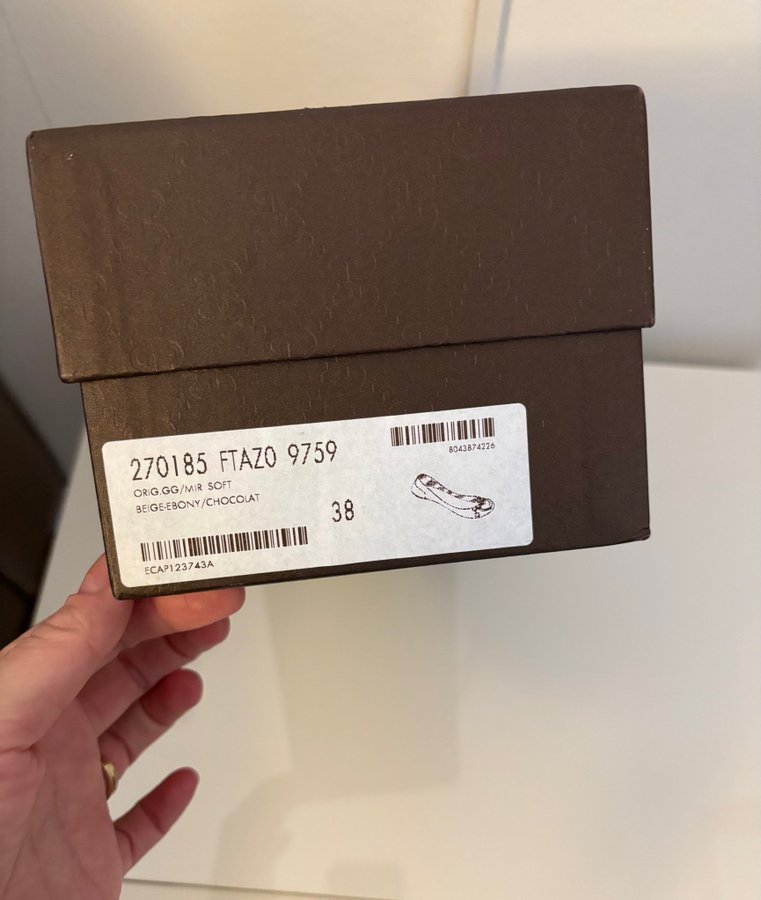 270185 FTAZ0 9759
8043874226
ORIG.GG/MIR. SOFT
BEIGE-EBONY/CHOCOLAT
38
ECAP123743A